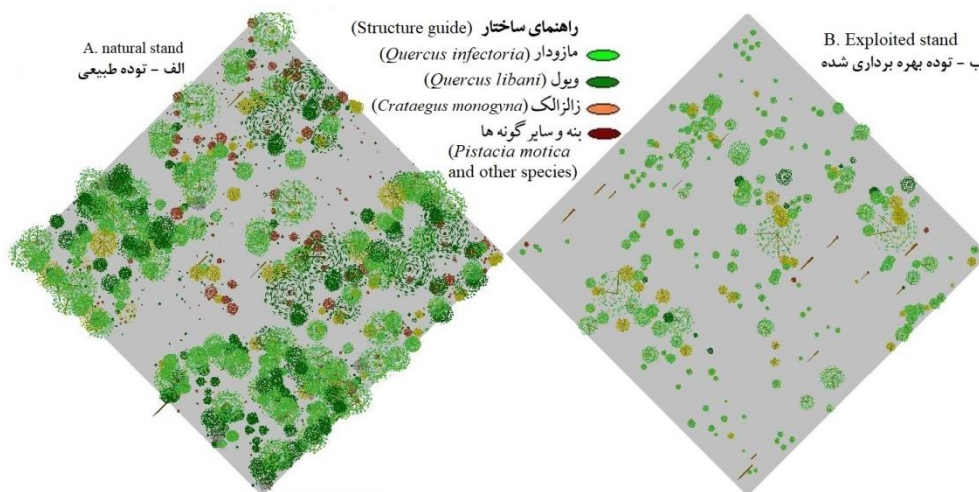 A. natural stand
الف - توده طبیعی
راهنمای ساختار (Structure guide)
مازودار (Quercus infectoria)
ویول (Quercus libani)
زالزالک (Crataegus monogyna)
بنه و سایر گونه ها
(Pistacia motica
and other species)
B. Exploited stand
ب - توده بهره برداری شده